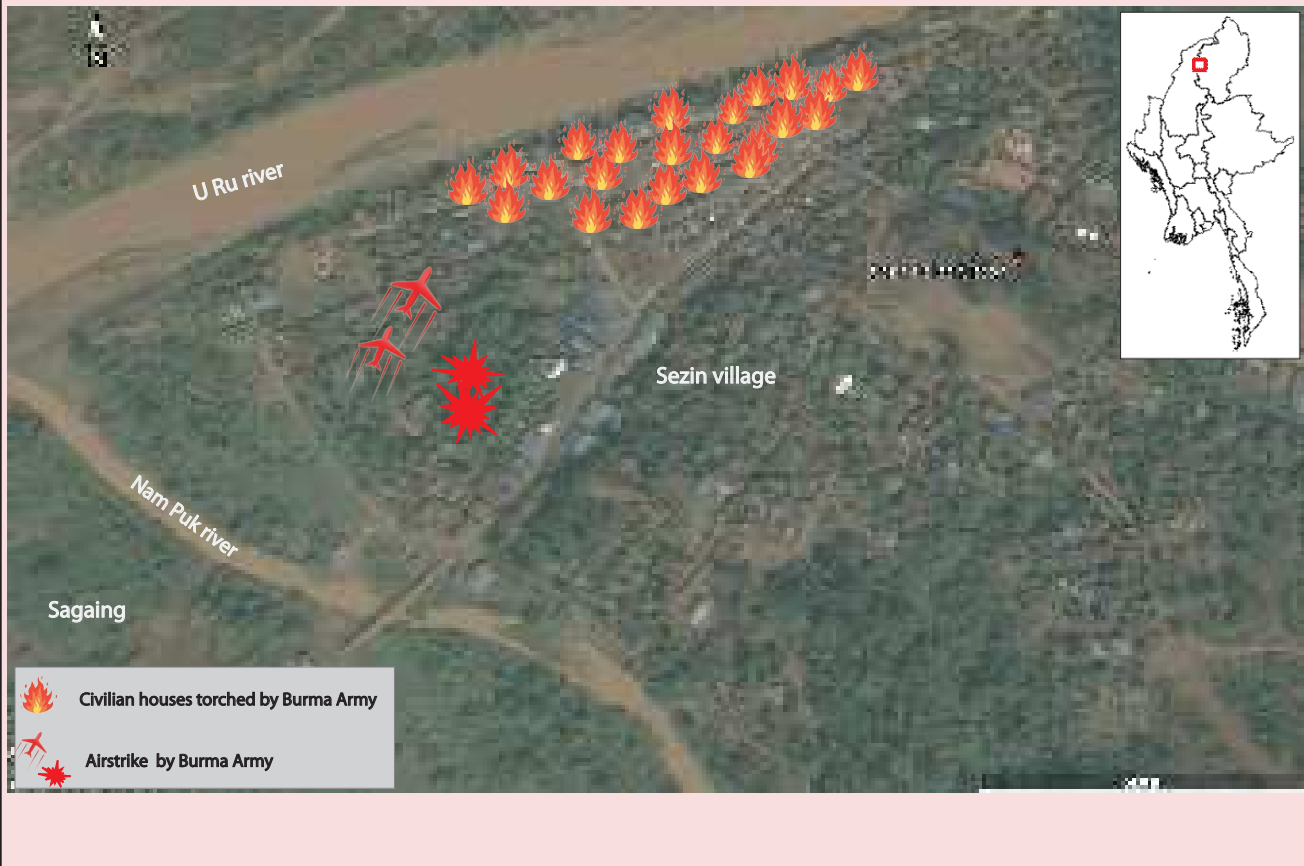 U Ru river
Sezin village
Nam Puk river
Sagaing
Civilian houses torched by Burma Army
Airstrike by Burma Army